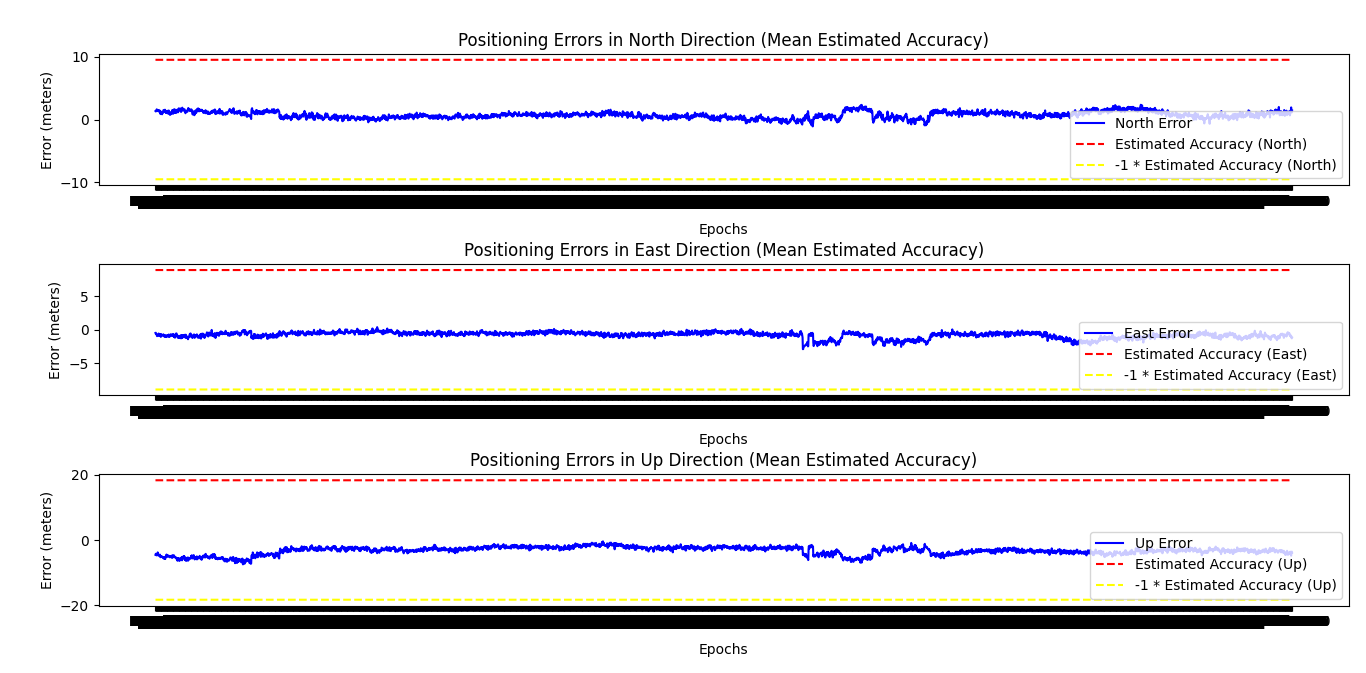 Positioning Errors in North Direction (Mean Estimated Accuracy)
Error (meters)
10
0
−10
North Error
Estimated Accuracy (North)
-1 * Estimated Accuracy (North)
Epochs
Positioning Errors in East Direction (Mean Estimated Accuracy)
Error (meters)
5
0
−5
East Error
Estimated Accuracy (East)
-1 * Estimated Accuracy (East)
Epochs
Positioning Errors in Up Direction (Mean Estimated Accuracy)
Error (meters)
20
0
−20
Up Error
Estimated Accuracy (Up)
-1 * Estimated Accuracy (Up)
Epochs